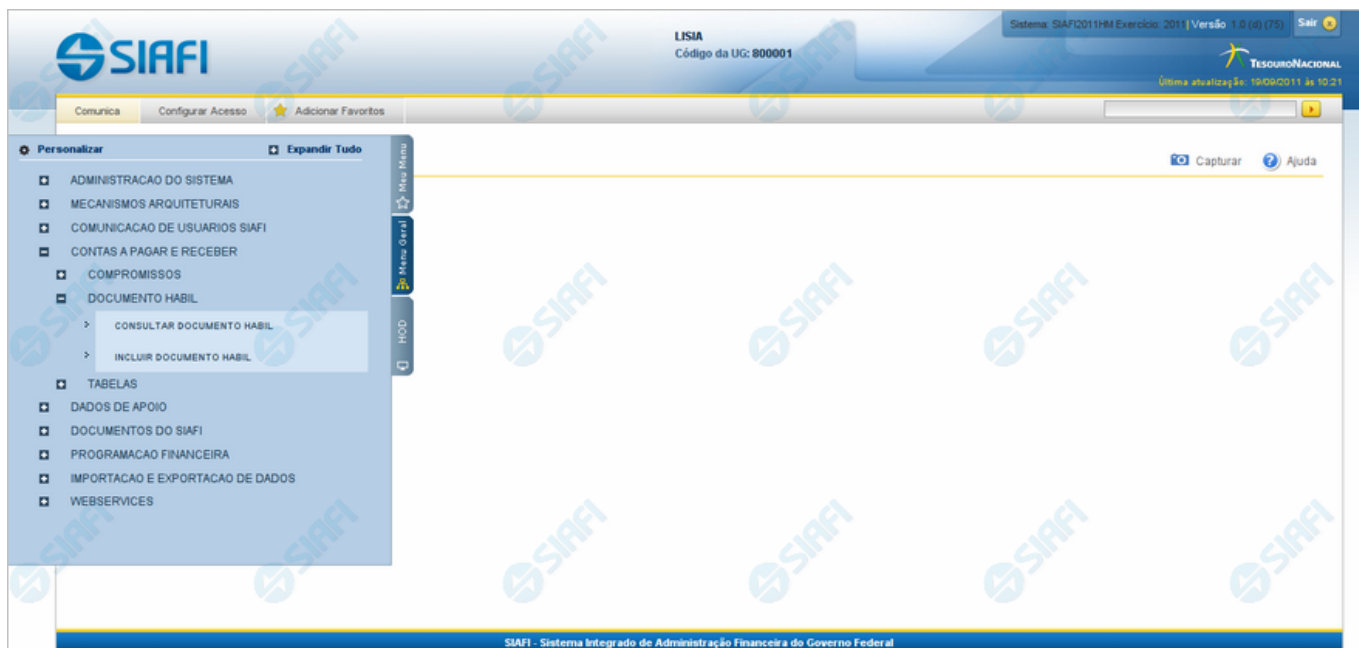 SIAFI
LISIA
Código da UG: 800001
Sistema: SIAFI2011HM Exercício: 2011 | Versão 1.0 (d) (75) Sair
TESOURONACIONAL
Última atualização: 19/09/2011 às 10:21
Comunica Configurar Acesso Adicionar Favoritos
Personalizar Expandir Tudo
Capturar Ajuda
ADMINISTRACAO DO SISTEMA
MECANISMOS ARQUITETURAIS
COMUNICACAO DE USUARIOS SIAFI
CONTAS A PAGAR E RECEBER
COMPROMISSOS
DOCUMENTO HABIL
CONSULTAR DOCUMENTO HABIL
INCLUIR DOCUMENTO HABIL
TABELAS
DADOS DE APOIO
DOCUMENTOS DO SIAFI
PROGRAMACAO FINANCEIRA
IMPORTACAO E EXPORTACAO DE DADOS
WEBSERVICES
Meu Menu
Menu Geral
HOD
SIAFI - Sistema Integrado de Administração Financeira do Governo Federal